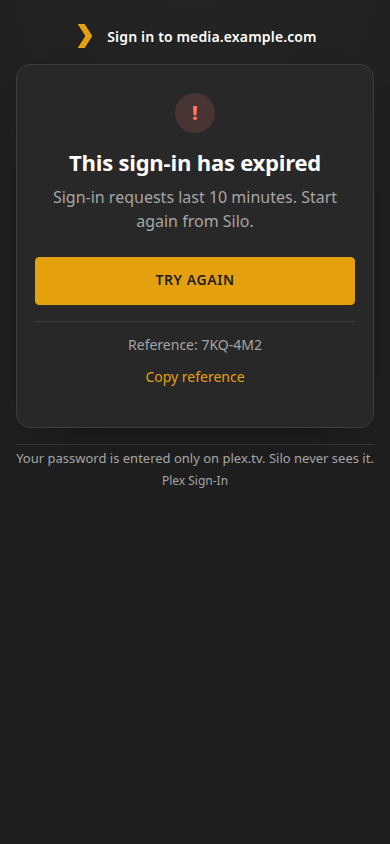 Sign in to media.example.com
!
This sign-in has expired
Sign-in requests last 10 minutes. Start
again from Silo.
TRY AGAIN
Reference: 7KQ-4M2
Copy reference
Your password is entered only on plex.tv. Silo never sees it.
Plex Sign-In